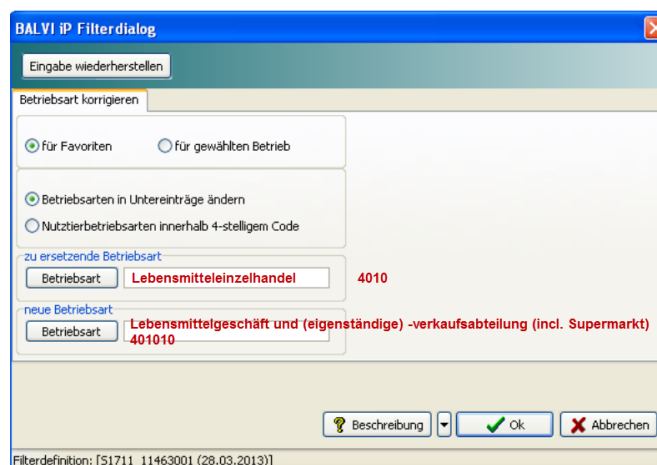 BALVI iP Filterdialog
Eingabe wiederherstellen
Betriebsart korrigieren
für Favoriten für gewählten Betrieb
Betriebsarten in Untereinträge ändern
Nutztierbetriebsarten innerhalb 4-stelligem Code
zu ersetzende Betriebsart
Betriebsart Lebensmitteleinzelhandel 4010
neue Betriebsart
Betriebsart Lebensmittelgeschäft und (eigenständige) -verkaufsabteilung (incl. Supermarkt)
401010
Beschreibung Ok Abbrechen
Filterdefinition: [S1711_11463001 (28.03.2013)]